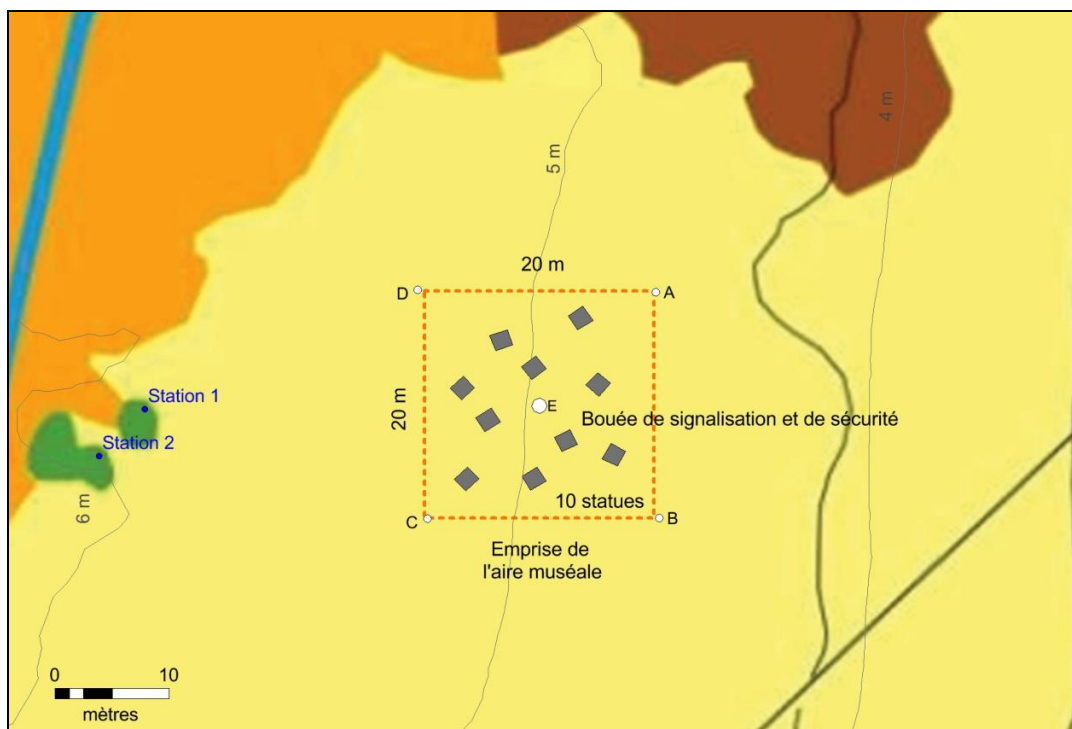 4 m
5 m
20 m
D
A
Station 1
20 m
E
Bouée de signalisation et de sécurité
Station 2
6 m
10 statues
C
B
Emprise de
l'aire muséale
0 10
mètres